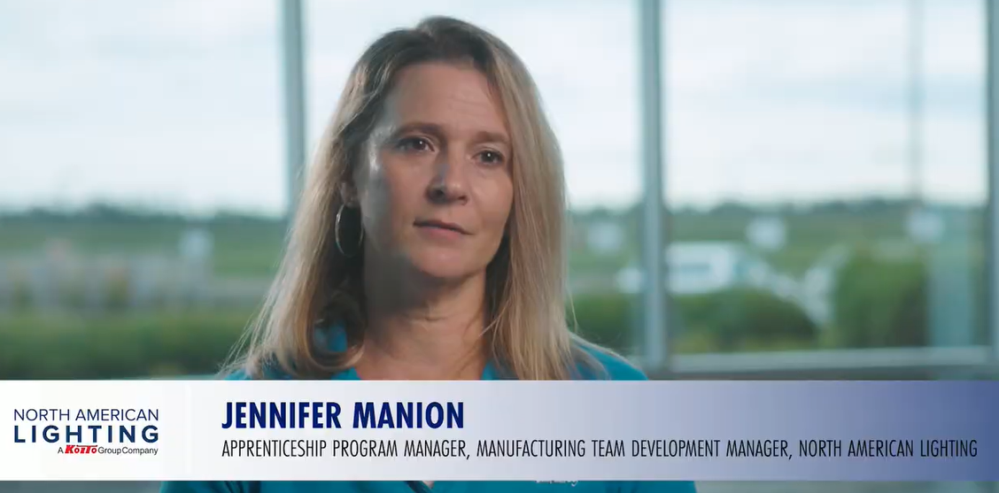 NORTH AMERICAN
LIGHTING
A KOITO Group Company
JENNIFER MANION
APPRENTICESHIP PROGRAM MANAGER, MANUFACTURING TEAM DEVELOPMENT MANAGER, NORTH AMERICAN LIGHTING